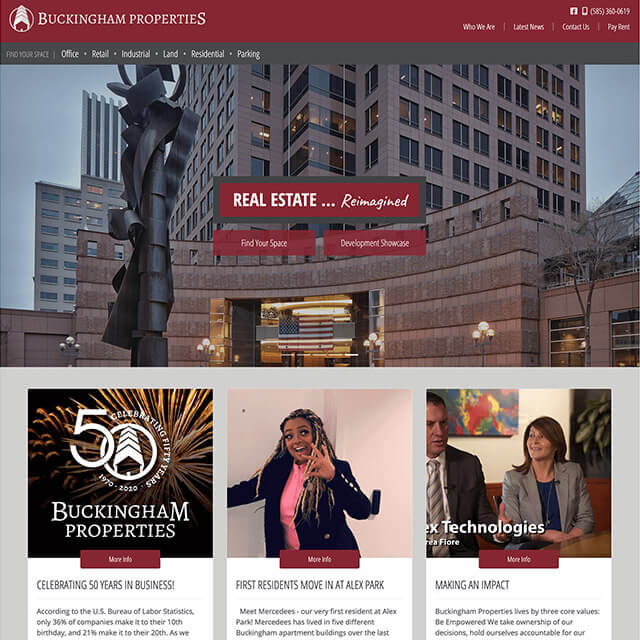 BUCKINGHAM PROPERTIES
(585) 360-0619
Who We Are | Latest News | Contact Us | Pay Rent
FIND YOUR SPACE | Office • Retail • Industrial • Land • Residential • Parking
REAL ESTATE ... Reimagined
Find Your Space
Development Showcase
50
CELEBRATING FIFTY YEARS
1970 - 2020
BUCKINGHAM
PROPERTIES
More Info
CELEBRATING 50 YEARS IN BUSINESS!
According to the U.S. Bureau of Labor Statistics,
only 36% of companies make it to their 10th
birthday, and 21% make it to their 20th. As we
More Info
FIRST RESIDENTS MOVE IN AT ALEX PARK
Meet Mercedees - our very first resident at Alex
Park! Mercedees has lived in five different
Buckingham apartment buildings over the last
ex Technologies
rea Fiore
More Info
MAKING AN IMPACT
Buckingham Properties lives by three core values:
Be Empowered We take ownership of our
decisions, hold ourselves accountable for our